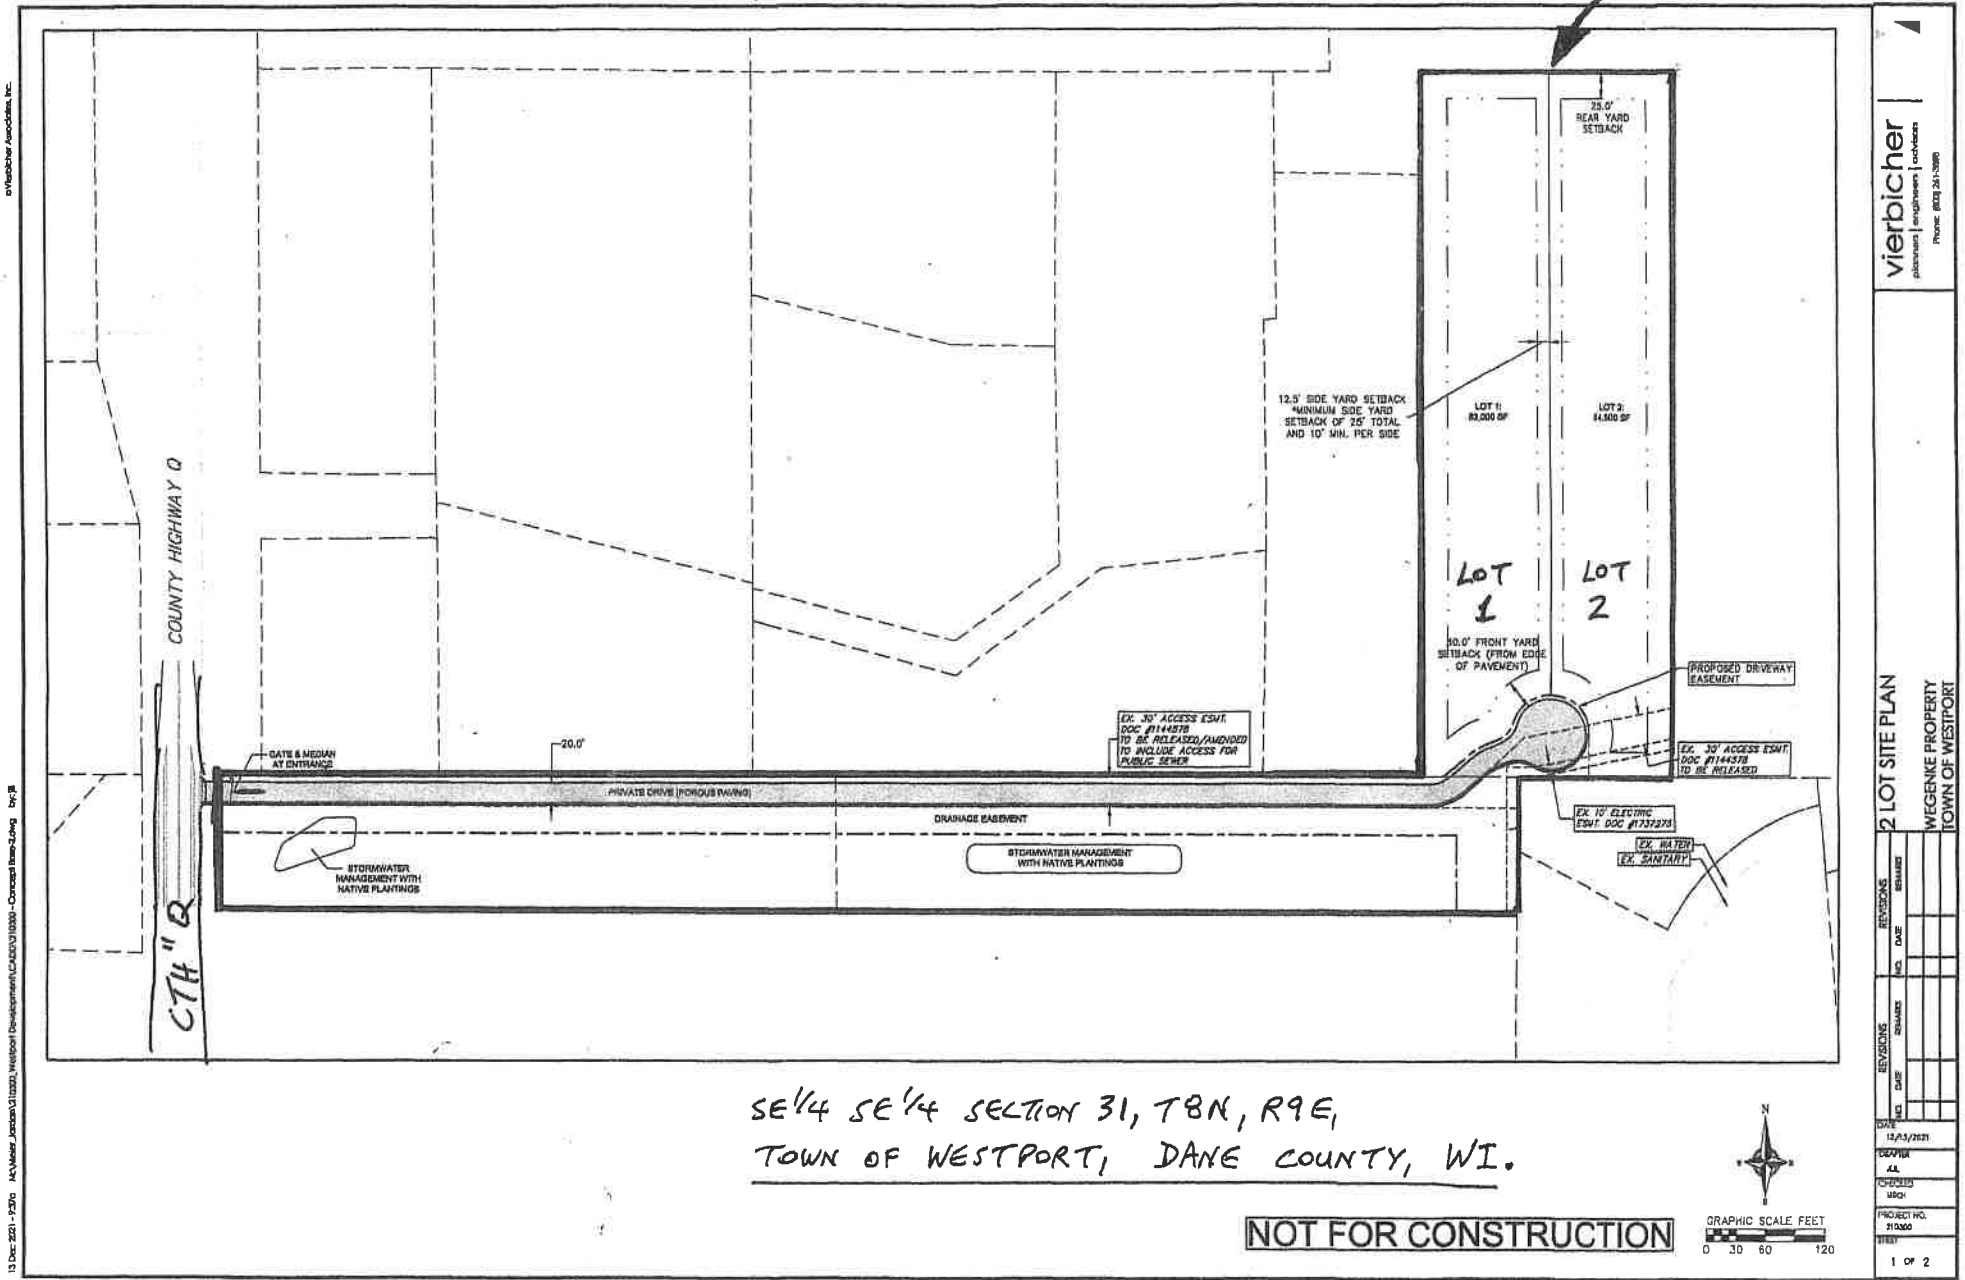 ©Vierbicher Associates, Inc.
vierbicher
planners | engineers | advisors
25.0'
REAR YARD
SETBACK
12.5' SIDE YARD SETBACK
*MINIMUM SIDE YARD
SETBACK OF 25' TOTAL
AND 10' MIN. PER SIDE
LOT 1:
83,000 SF
LOT 2:
84,500 SF
COUNTY HIGHWAY Q
LOT
1
LOT
2
30.0' FRONT YARD
SETBACK (FROM EDGE
OF PAVEMENT)
PROPOSED DRIVEWAY
EASEMENT
EX. 30' ACCESS ESMT.
DOC #1144578
TO BE RELEASED/AMENDED
TO INCLUDE ACCESS FOR
PUBLIC SEWER
EX. 30' ACCESS ESMT.
DOC #1144578
TO BE RELEASED
GATE & MEDIAN
AT ENTRANCE
20.0'
PRIVATE DRIVE (POROUS PAVING)
DRAINAGE EASEMENT
EX. 10' ELECTRIC
ESMT. DOC #1737275
EX. WATER
EX. SANITARY
STORMWATER
MANAGEMENT WITH
NATIVE PLANTINGS
STORMWATER MANAGEMENT
WITH NATIVE PLANTINGS
CTH "Q
SE 1/4 SE 1/4 SECTION 31, T8N, R9E,
TOWN OF WESTPORT, DANE COUNTY, WI.
NOT FOR CONSTRUCTION
N
GRAPHIC SCALE FEET
0 30 60 120
2 LOT SITE PLAN
WEGENKE PROPERTY
TOWN OF WESTPORT
REVISIONS
NO. DATE REMARKS
REVISIONS
NO. DATE REMARKS
DATE
12/13/2021
DRAFTER
CHECKED
PROJECT NO.
210300
SHEET
1 OF 2